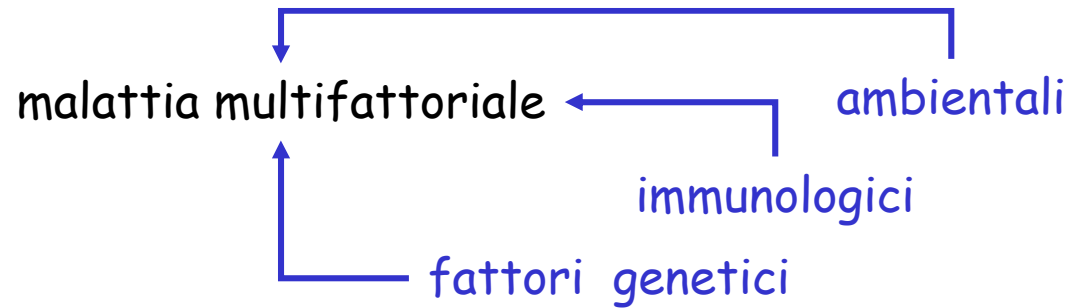 malattia multifattoriale
ambientali
immunologici
fattori genetici